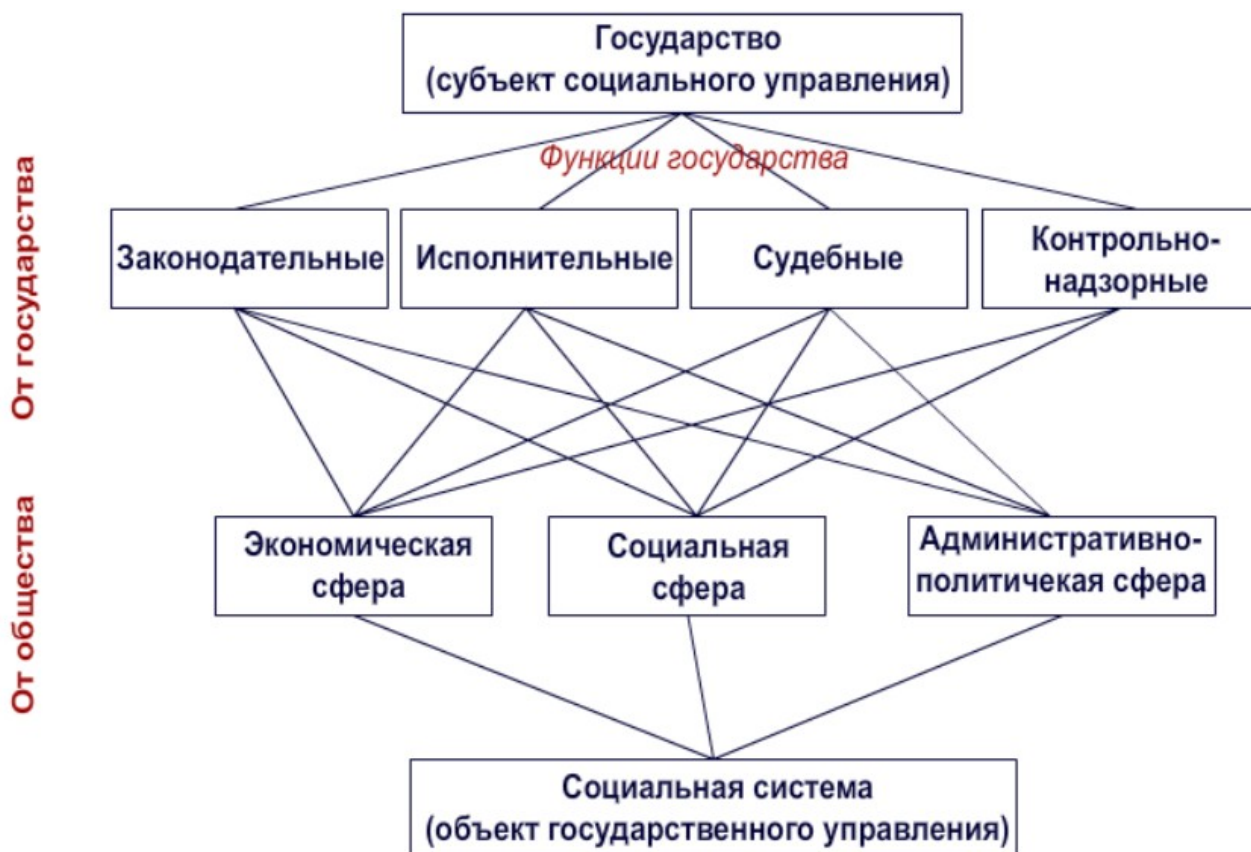 Государство
(субъект социального управления)
Функции государства
От государства
Законодательные
Исполнительные
Судебные
Контрольно-
надзорные
От общества
Экономическая
сфера
Социальная
сфера
Административно-
политичекая сфера
Социальная система
(объект государственного управления)